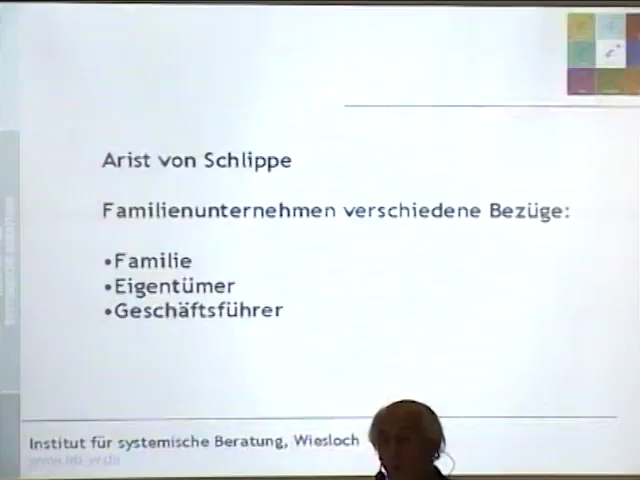 Arist von Schlippe
Familienunternehmen verschiedene Bezüge:
•Familie
•Eigentümer
•Geschäftsführer
Institut für systemische Beratung, Wiesloch